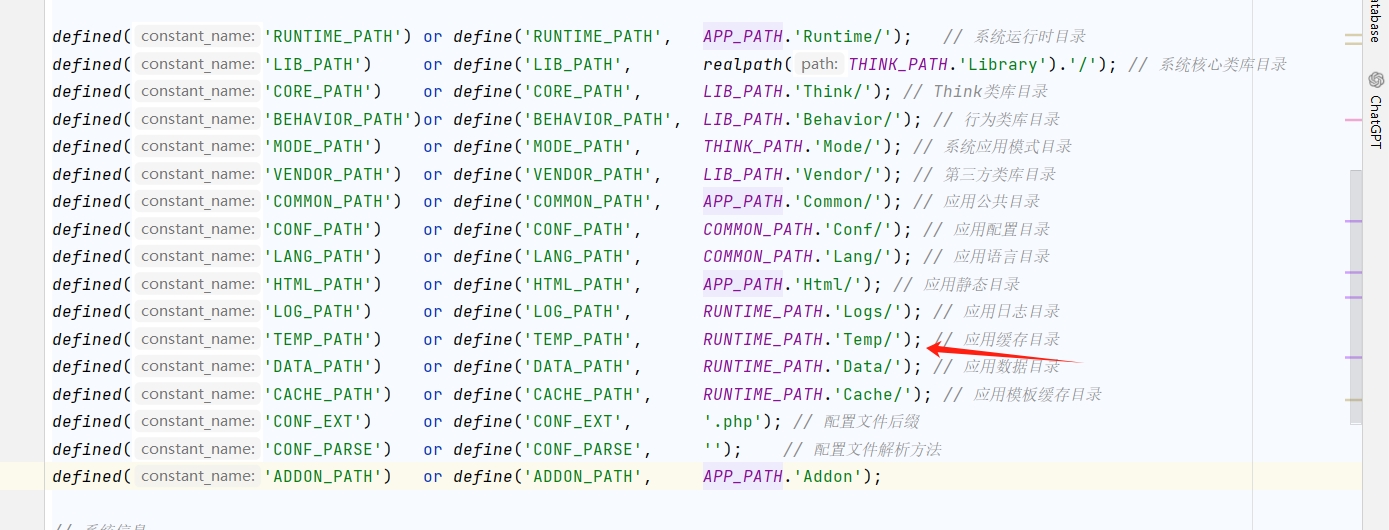 defined( constant_name: 'RUNTIME_PATH') or define('RUNTIME_PATH', APP_PATH.'Runtime/'); // 系统运行时目录
defined( constant_name: 'LIB_PATH') or define('LIB_PATH', realpath( path: THINK_PATH.'Library').'/'); // 系统核心类库目录
defined( constant_name: 'CORE_PATH') or define('CORE_PATH', LIB_PATH.'Think/'); // Think类库目录
defined( constant_name: 'BEHAVIOR_PATH')or define('BEHAVIOR_PATH', LIB_PATH.'Behavior/'); // 行为类库目录
defined( constant_name: 'MODE_PATH') or define('MODE_PATH', THINK_PATH.'Mode/'); // 系统应用模式目录
defined( constant_name: 'VENDOR_PATH') or define('VENDOR_PATH', LIB_PATH.'Vendor/'); // 第三方类库目录
defined( constant_name: 'COMMON_PATH') or define('COMMON_PATH', APP_PATH.'Common/'); // 应用公共目录
defined( constant_name: 'CONF_PATH') or define('CONF_PATH', COMMON_PATH.'Conf/'); // 应用配置目录
defined( constant_name: 'LANG_PATH') or define('LANG_PATH', COMMON_PATH.'Lang/'); // 应用语言目录
defined( constant_name: 'HTML_PATH') or define('HTML_PATH', APP_PATH.'Html/'); // 应用静态目录
defined( constant_name: 'LOG_PATH') or define('LOG_PATH', RUNTIME_PATH.'Logs/'); // 应用日志目录
defined( constant_name: 'TEMP_PATH') or define('TEMP_PATH', RUNTIME_PATH.'Temp/'); // 应用缓存目录
defined( constant_name: 'DATA_PATH') or define('DATA_PATH', RUNTIME_PATH.'Data/'); // 应用数据目录
defined( constant_name: 'CACHE_PATH') or define('CACHE_PATH', RUNTIME_PATH.'Cache/'); // 应用模板缓存目录
defined( constant_name: 'CONF_EXT') or define('CONF_EXT', '.php'); // 配置文件后缀
defined( constant_name: 'CONF_PARSE') or define('CONF_PARSE', ''); // 配置文件解析方法
defined( constant_name: 'ADDON_PATH') or define('ADDON_PATH', APP_PATH.'Addon');
// 系统信息
atabase
ChatGPT